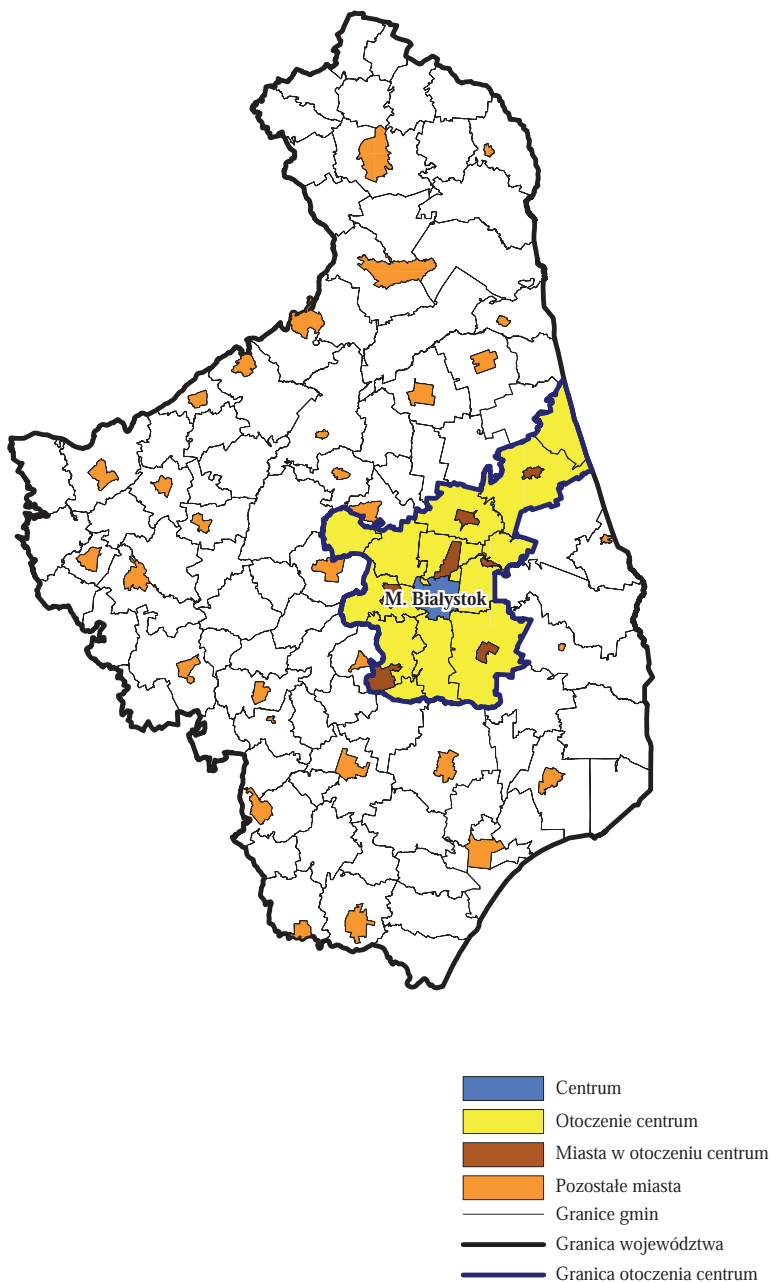 M. Białystok
Centrum
Otoczenie centrum
Miasta w otoczeniu centrum
Pozostałe miasta
Granice gmin
Granica województwa
Granica otoczenia centrum